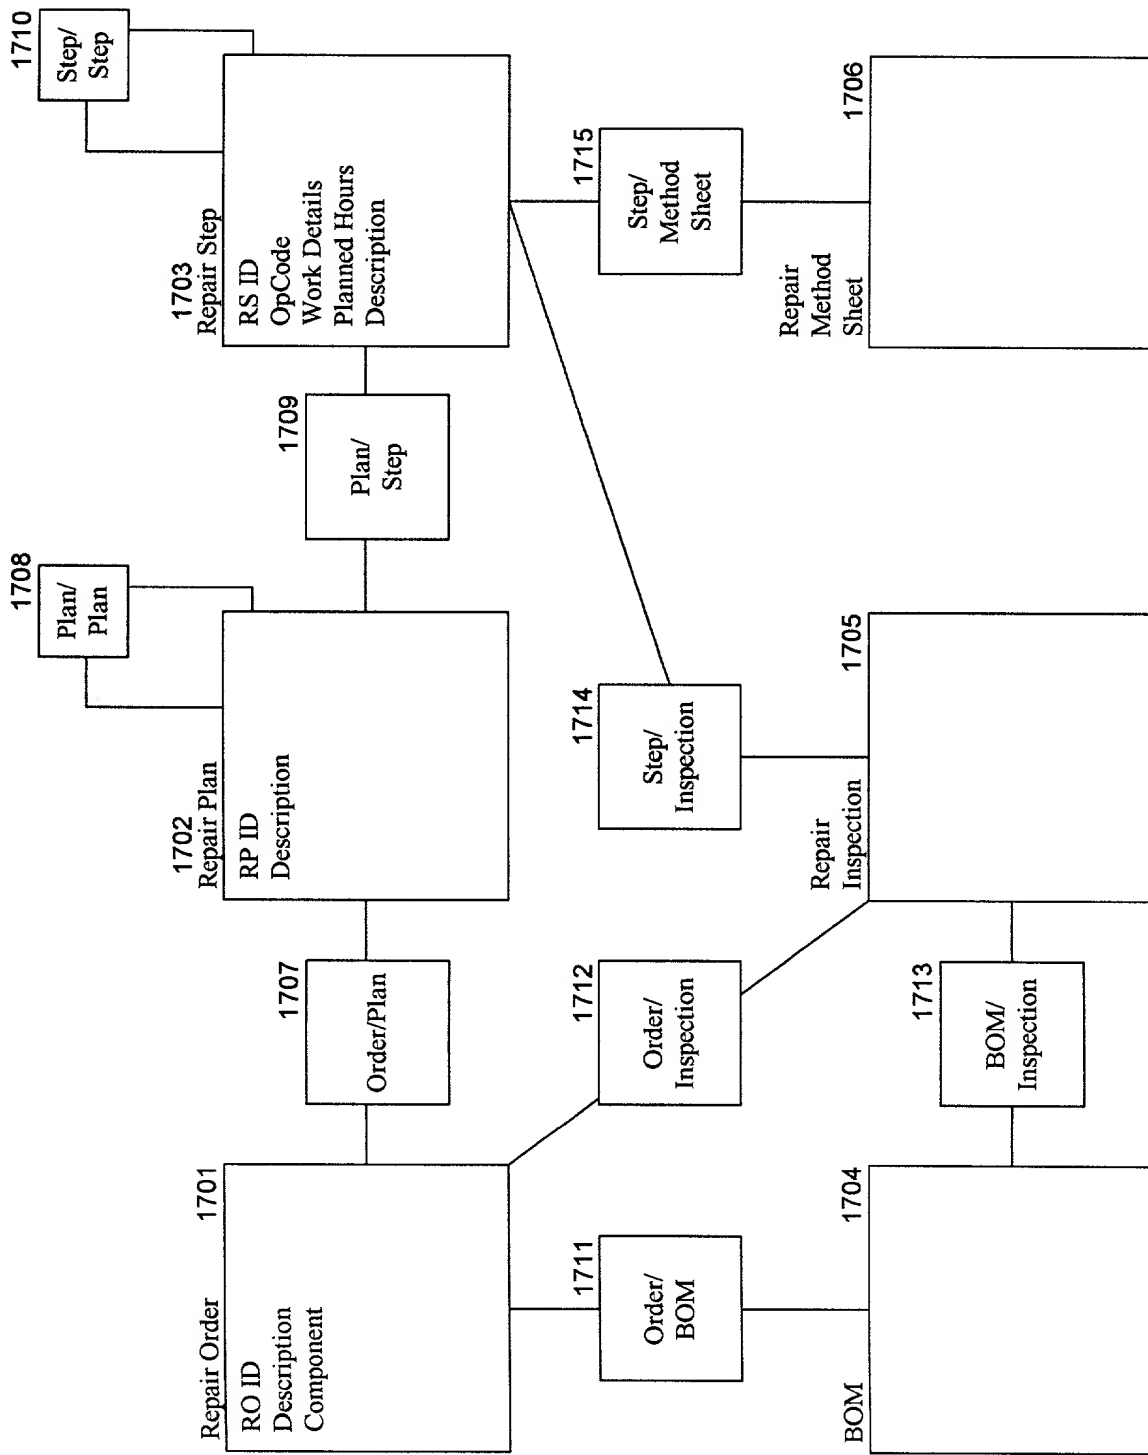 Repair Order
1701
RO ID
Description
Component
1707
Order/Plan
1702
Repair Plan
RP ID
Description
1708
Plan/
Plan
1709
Plan/
Step
1703
Repair Step
RS ID
OpCode
Work Details
Planned Hours
Description
1710
Step/
Step
1711
Order/
BOM
1712
Order/
Inspection
1714
Step/
Inspection
1715
Step/
Method
Sheet
BOM
1704
1713
BOM/
Inspection
Repair
Inspection
1705
Repair
Method
Sheet
1706